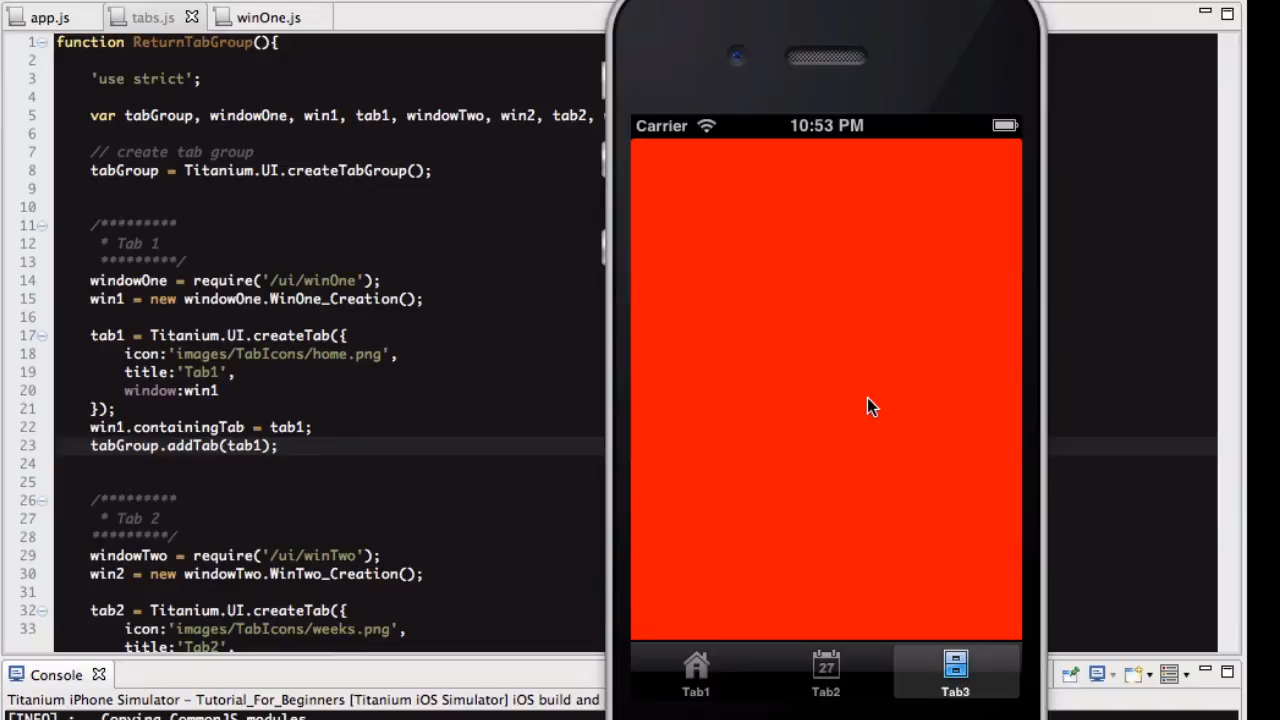 app.js
tabs.js
winOne.js
1 function ReturnTabGroup(){
2
3 'use strict';
4
5 var tabGroup, windowOne, win1, tab1, windowTwo, win2, tab2,
6
7 // create tab group
8 tabGroup = Titanium.UI.createTabGroup();
9
10
11 /*********
12 * Tab 1
13 *********/
14 windowOne = require('/ui/winOne');
15 win1 = new windowOne.WinOne_Creation();
16
17 tab1 = Titanium.UI.createTab({
18 icon:'images/TabIcons/home.png',
19 title:'Tab1',
20 window:win1
21 });
22 win1.containingTab = tab1;
23 tabGroup.addTab(tab1);
24
25
26 /*********
27 * Tab 2
28 *********/
29 windowTwo = require('/ui/winTwo');
30 win2 = new windowTwo.WinTwo_Creation();
31
32 tab2 = Titanium.UI.createTab({
33 icon:'images/TabIcons/weeks.png',
title:'Tab2',
Carrier 10:53 PM
27
Tab1 Tab2 Tab3
Console
Titanium iPhone Simulator – Tutorial_For_Beginners [Titanium iOS Simulator] iOS build and
[INFO] : Copying CommonJS modules